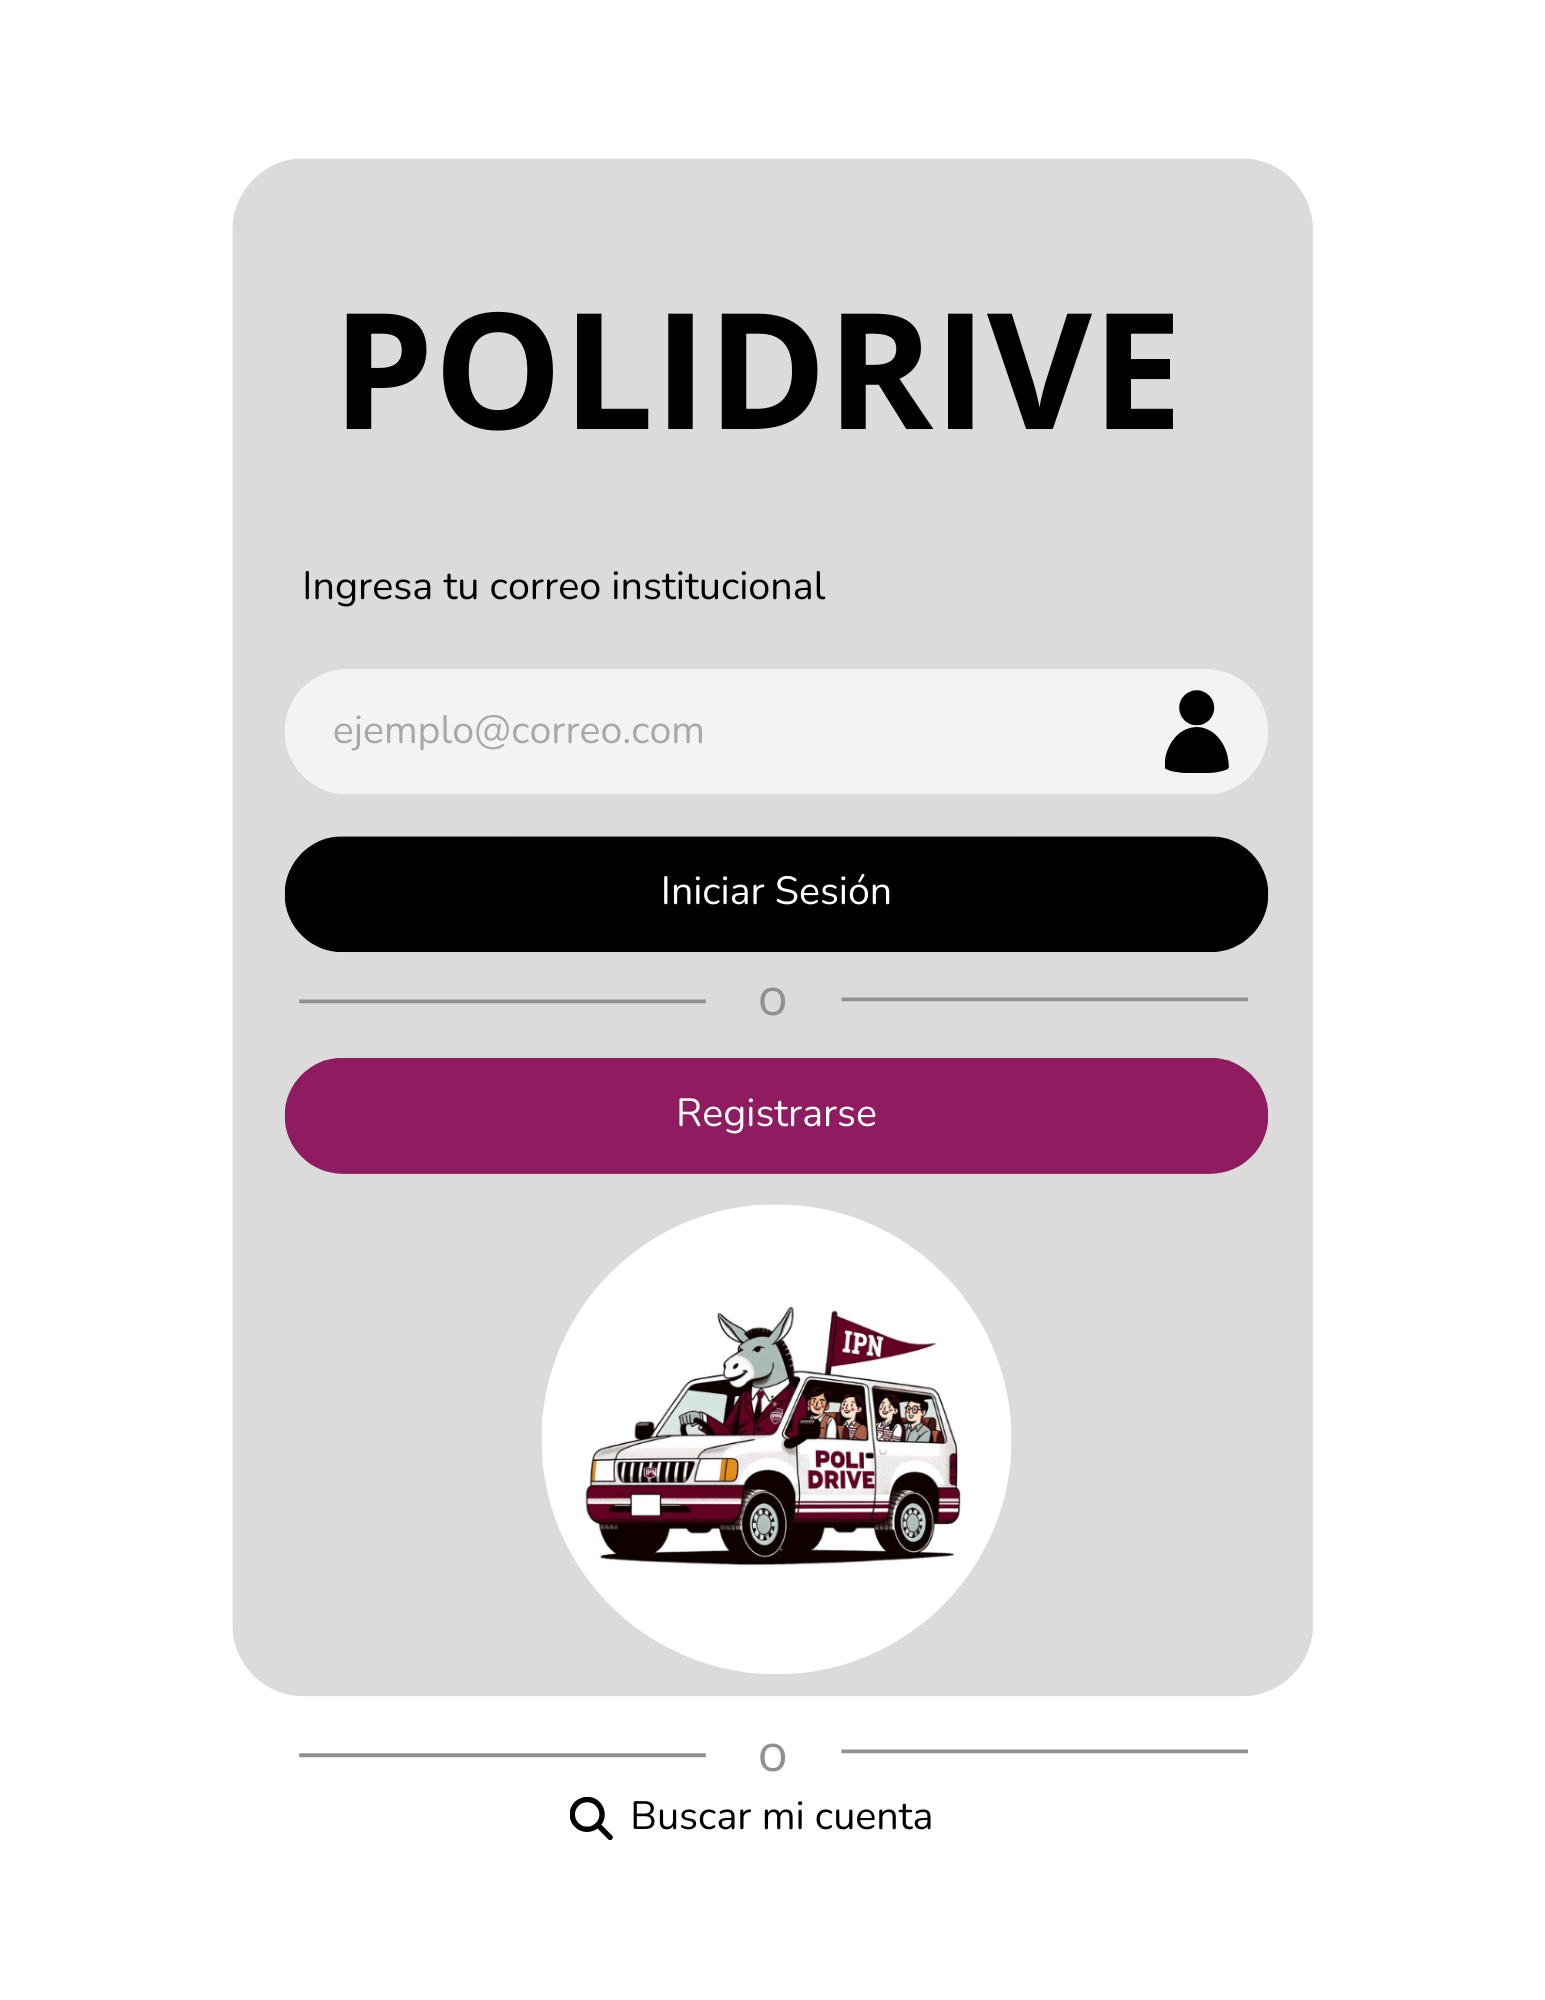 POLIDRIVE
Ingresa tu correo institucional
ejemplo@correo.com
Iniciar Sesión
O
Registrarse
IPN
POLI
DRIVE
O
Buscar mi cuenta